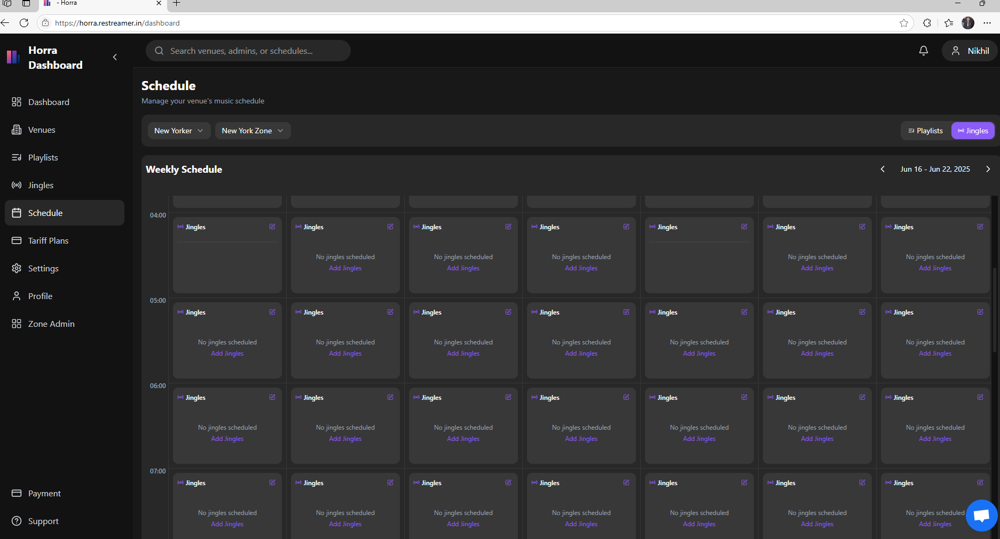 - Horra
https://horra.restreamer.in/dashboard
Horra
Dashboard
Search venues, admins, or schedules...
Nikhil
Dashboard
Venues
Playlists
Jingles
Schedule
Tariff Plans
Settings
Profile
Zone Admin
Payment
Support
Schedule
Manage your venue's music schedule
New Yorker New York Zone Playlists Jingles
Weekly Schedule Jun 16 - Jun 22, 2025
04:00
Jingles Jingles Jingles Jingles Jingles Jingles Jingles
No jingles scheduled No jingles scheduled No jingles scheduled No jingles scheduled No jingles scheduled
Add Jingles Add Jingles Add Jingles Add Jingles Add Jingles
05:00
Jingles Jingles Jingles Jingles Jingles Jingles Jingles
No jingles scheduled No jingles scheduled No jingles scheduled No jingles scheduled No jingles scheduled No jingles scheduled No jingles scheduled
Add Jingles Add Jingles Add Jingles Add Jingles Add Jingles Add Jingles Add Jingles
06:00
Jingles Jingles Jingles Jingles Jingles Jingles Jingles
No jingles scheduled No jingles scheduled No jingles scheduled No jingles scheduled No jingles scheduled No jingles scheduled No jingles scheduled
Add Jingles Add Jingles Add Jingles Add Jingles Add Jingles Add Jingles Add Jingles
07:00
Jingles Jingles Jingles Jingles Jingles Jingles Jingles
No jingles scheduled No jingles scheduled No jingles scheduled No jingles scheduled No jingles scheduled No jingles scheduled No jingles scheduled
Add Jingles Add Jingles Add Jingles Add Jingles Add Jingles Add Jingles Add Jingles